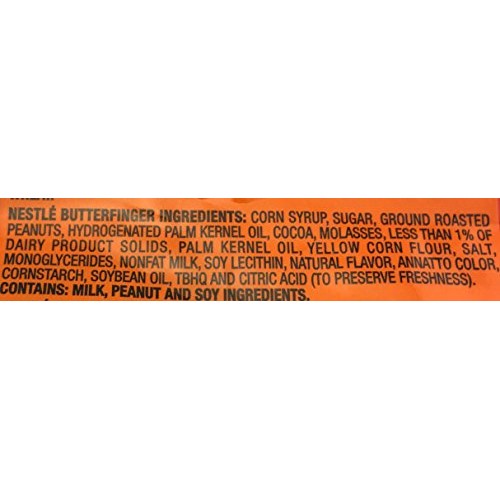 NESTLÉ BUTTERFINGER INGREDIENTS: CORN SYRUP, SUGAR, GROUND ROASTED
PEANUTS, HYDROGENATED PALM KERNEL OIL, COCOA, MOLASSES, LESS THAN 1% OF
DAIRY PRODUCT SOLIDS, PALM KERNEL OIL, YELLOW CORN FLOUR, SALT,
MONOGLYCERIDES, NONFAT MILK, SOY LECITHIN, NATURAL FLAVOR, ANNATTO COLOR,
CORNSTARCH, SOYBEAN OIL, TBHQ AND CITRIC ACID (TO PRESERVE FRESHNESS).
CONTAINS: MILK, PEANUT AND SOY INGREDIENTS.